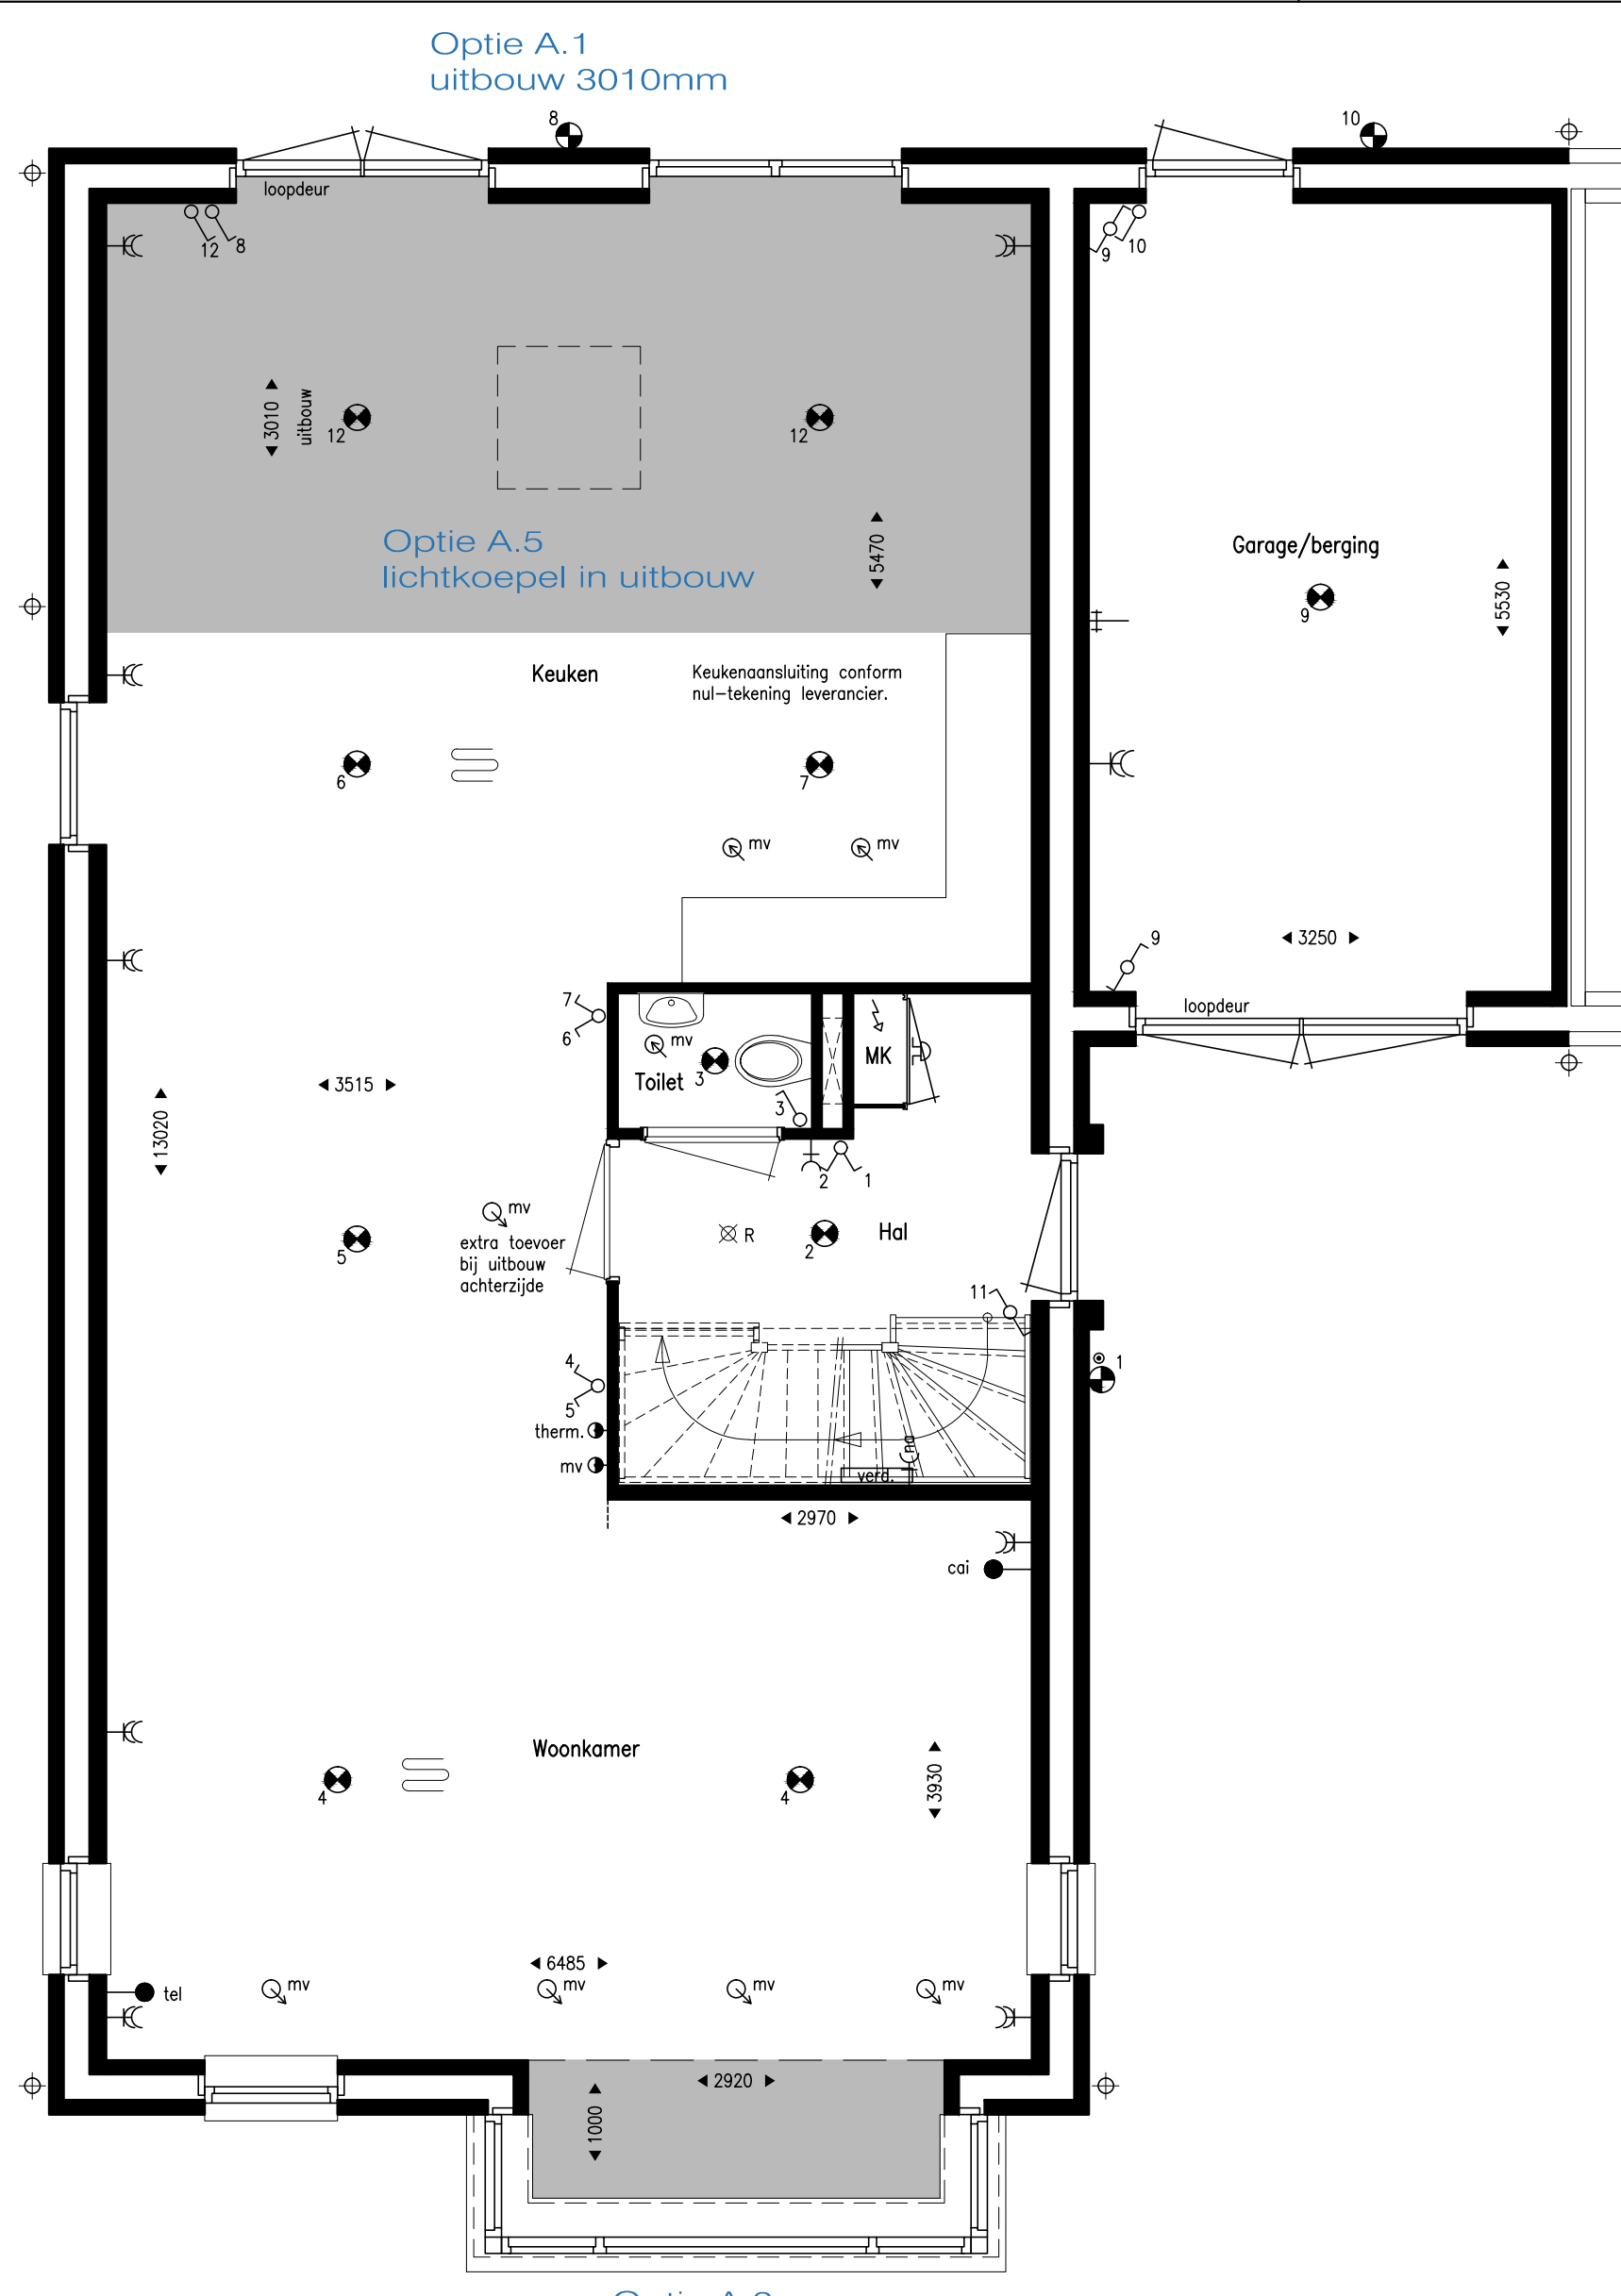 Optie A.1
uitbouw 3010mm
8
10
loopdeur
12
8
9
10
3010
uitbouw
12
12
Optie A.5
lichtkoepel in uitbouw
5470
Garage/berging
9
5530
Keuken
Keukenaansluiting conform
nul-tekening leverancier.
6
7
mv
mv
3250
9
loopdeur
7
6
mv
Toilet
3
3
MK
3515
13020
2
1
mv
extra toevoer
bij uitbouw
achterzijde
5
R
2
Hal
11
1
4
5
therm.
mv
verd.
na
2970
cai
Woonkamer
4
4
3930
6485
tel
mv
mv
mv
mv
2920
1000